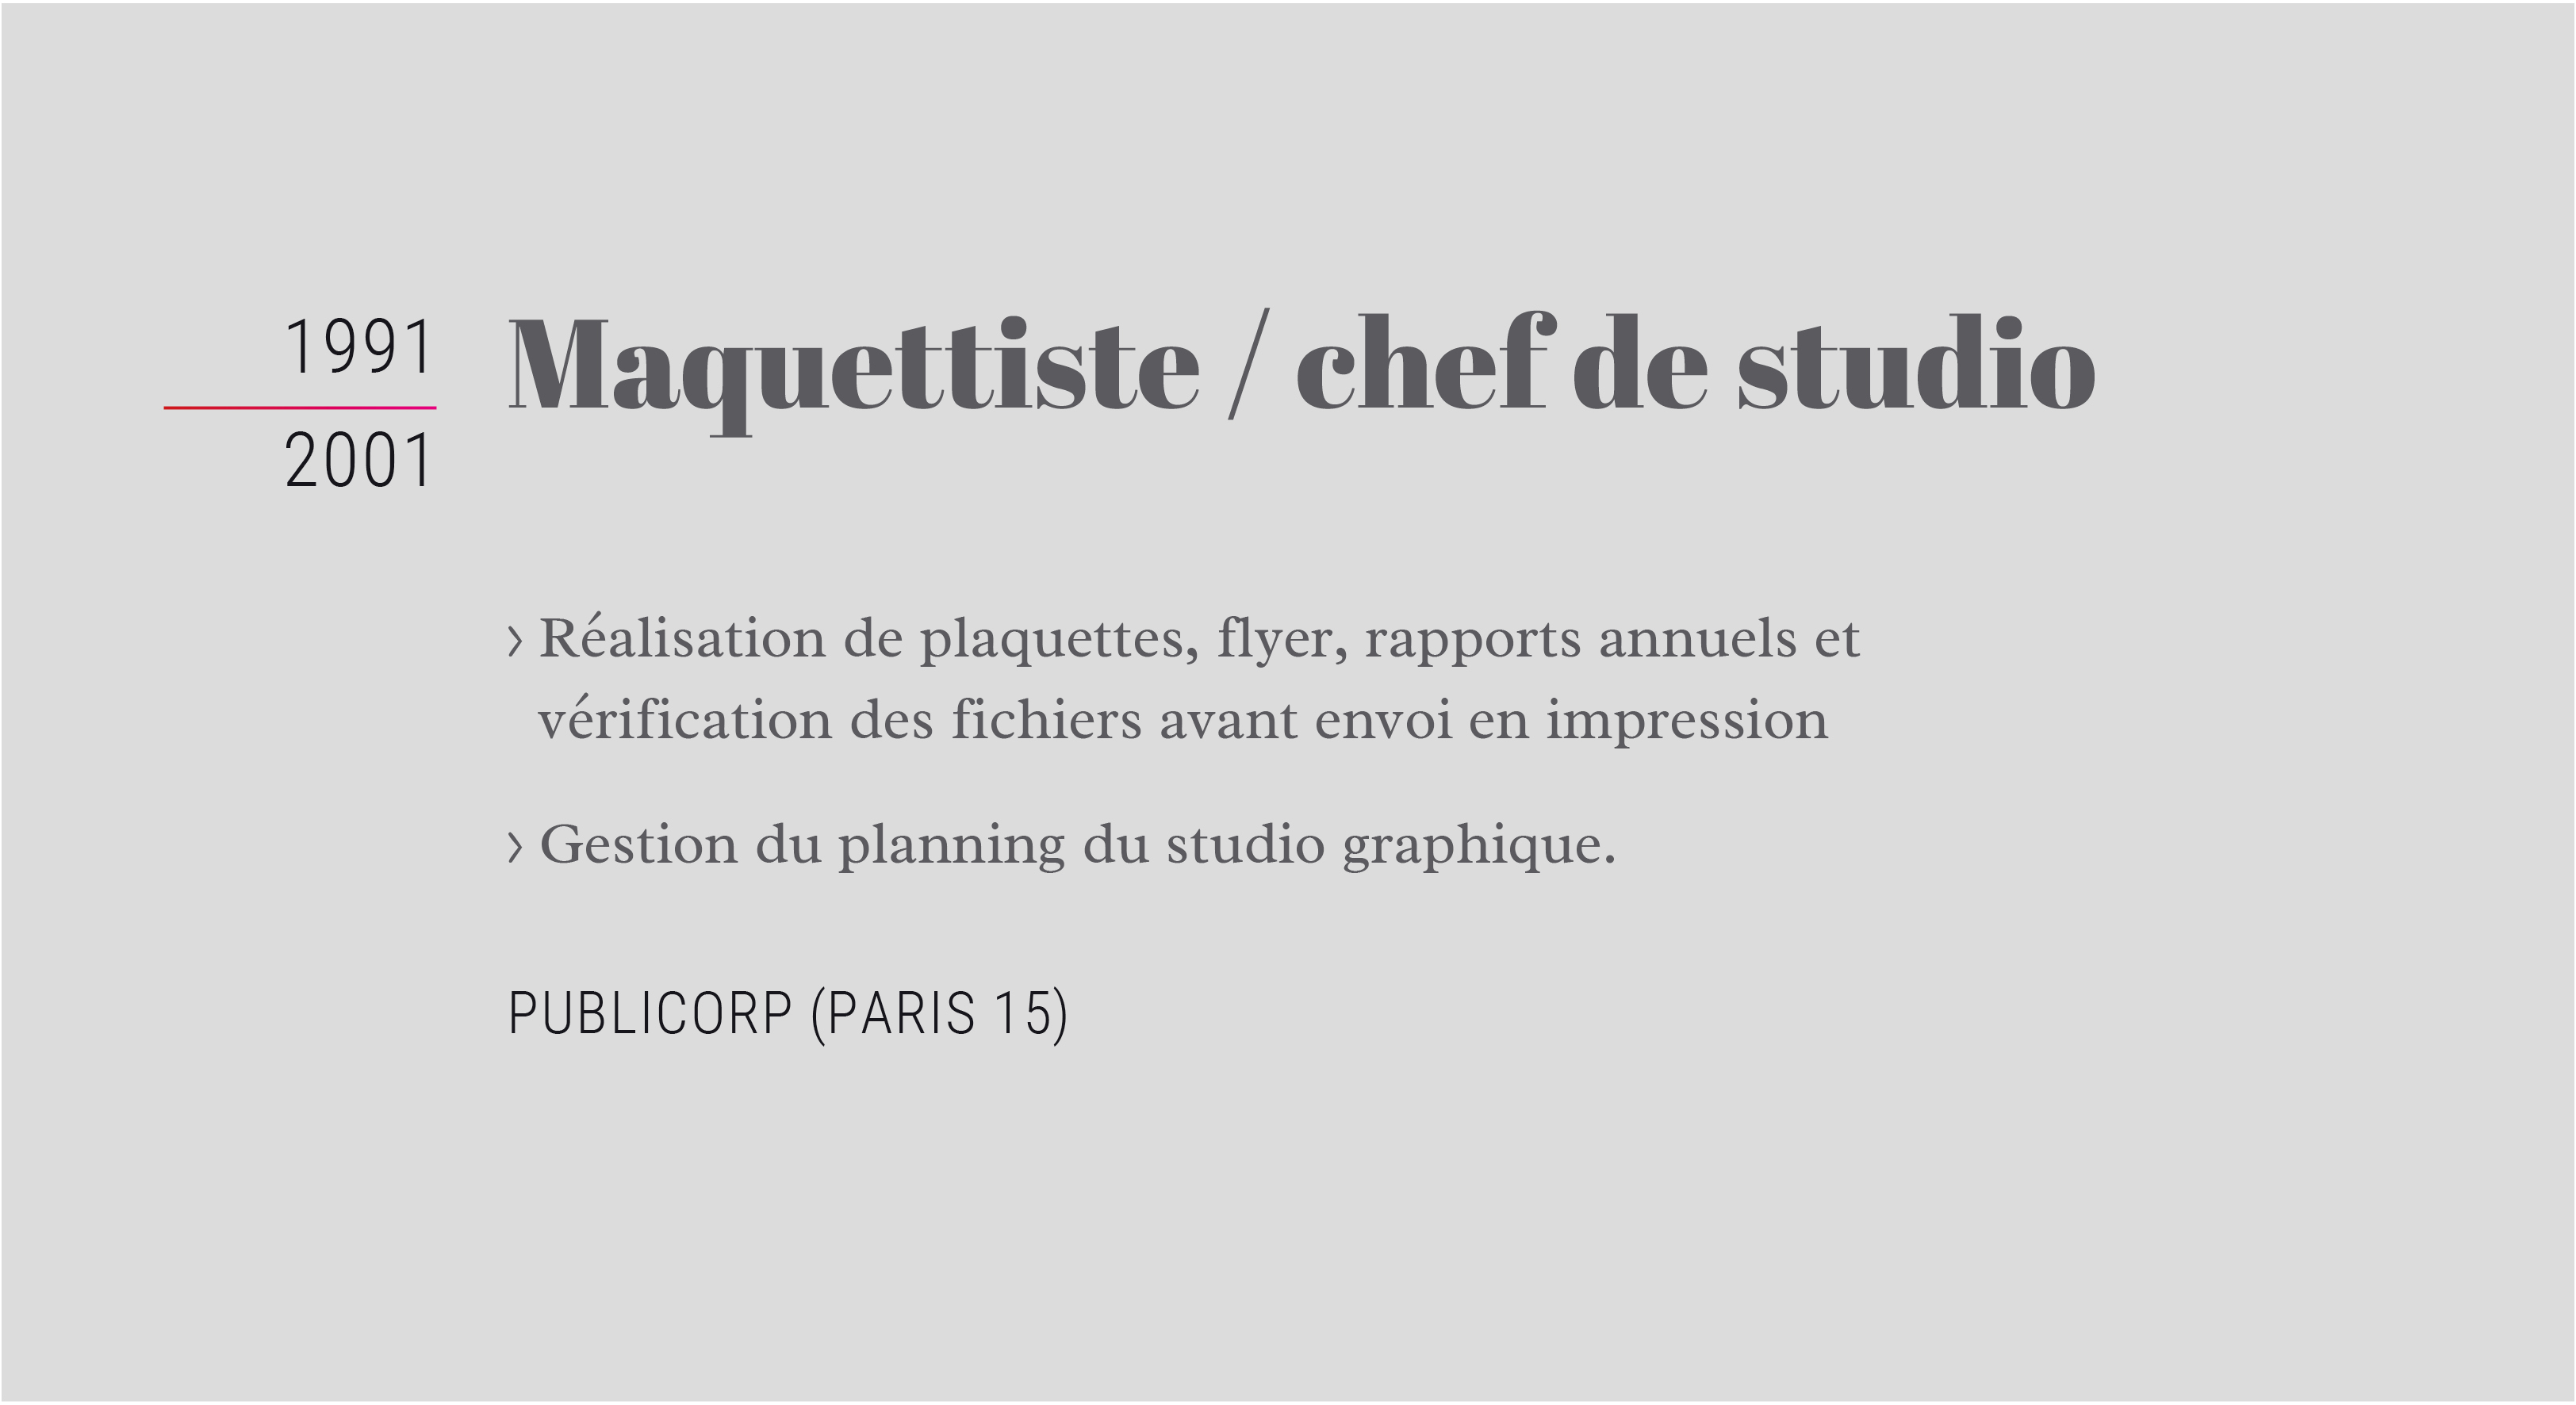 1991
2001
Maquettiste / chef de studio
› Réalisation de plaquettes, flyer, rapports annuels et
vérification des fichiers avant envoi en impression
› Gestion du planning du studio graphique.
PUBLICORP (PARIS 15)